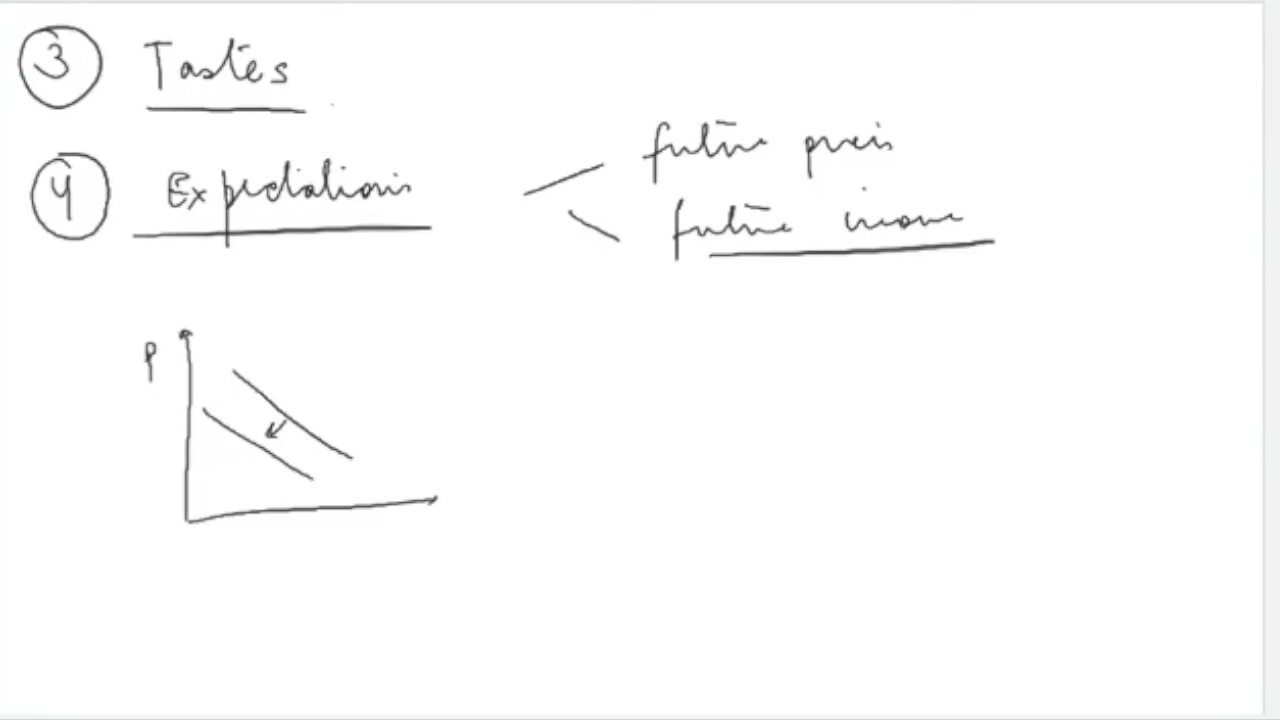 3 Tastes
4 Expectations
future prices
future income
P